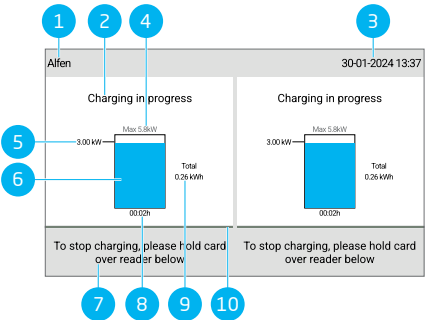 1 2 4 3
Alfen 30-01-2024 13:37
Charging in progress Charging in progress
Max 5.8kW Max 5.8kW
5 3.00 kW 3.00 kW
Total Total
6 0.26 kWh 0.26 kWh
00:02h 00:02h
To stop charging, please hold card To stop charging, please hold card
over reader below over reader below
7 8 9 10